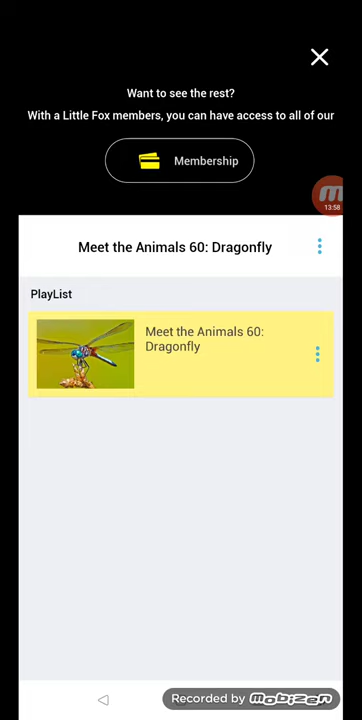 Want to see the rest?
With a Little Fox members, you can have access to all of our
Membership
13:58
Meet the Animals 60: Dragonfly
PlayList
Meet the Animals 60:
Dragonfly
Recorded by mobizen